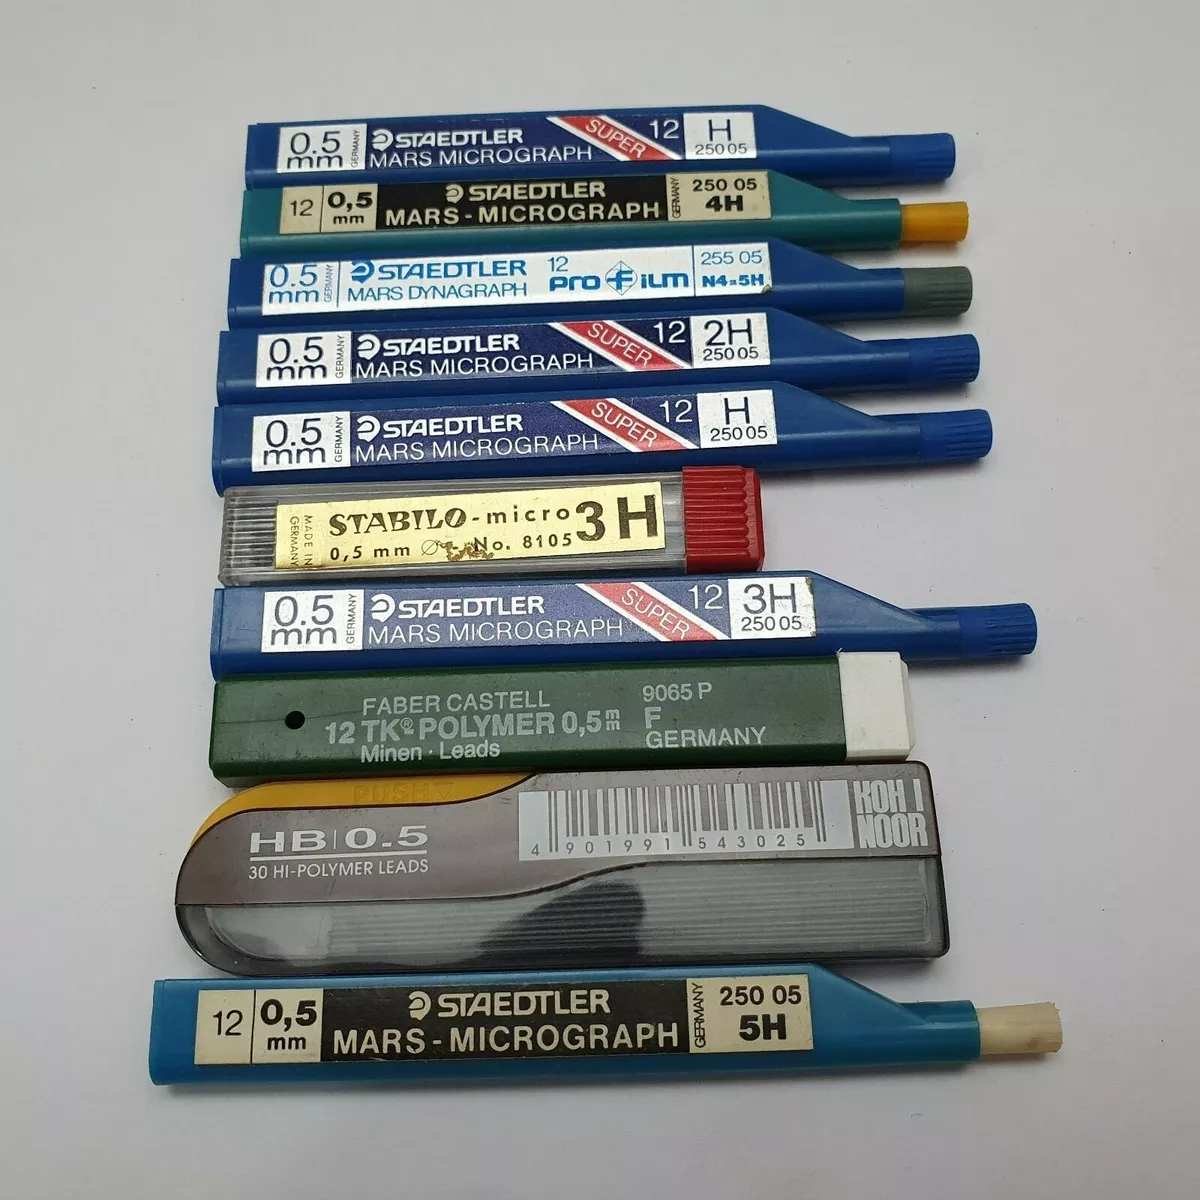 0.5 mm GERMANY STAEDTLER MARS MICROGRAPH SUPER 12 H 250 05
12 0,5 mm STAEDTLER MARS-MICROGRAPH GERMANY 250 05 4H
0.5 mm GERMANY STAEDTLER MARS DYNAGRAPH 12 Pro Film 255 05 N4=5H
0.5 mm GERMANY STAEDTLER MARS MICROGRAPH SUPER 12 2H 250 05
0.5 mm GERMANY STAEDTLER MARS MICROGRAPH SUPER 12 H 250 05
MADE IN GERMANY STABILO-micro 3H
0,5 mm Ø No. 8105
0.5 mm GERMANY STAEDTLER MARS MICROGRAPH SUPER 12 3H 250 05
FABER CASTELL 9065 P
12 TK® POLYMER 0,5 mm F
Minen · Leads GERMANY
PUSH
HB|0.5
30 HI-POLYMER LEADS
4 901991 543025
KOH I NOOR
12 0,5 mm STAEDTLER MARS-MICROGRAPH GERMANY 250 05 5H